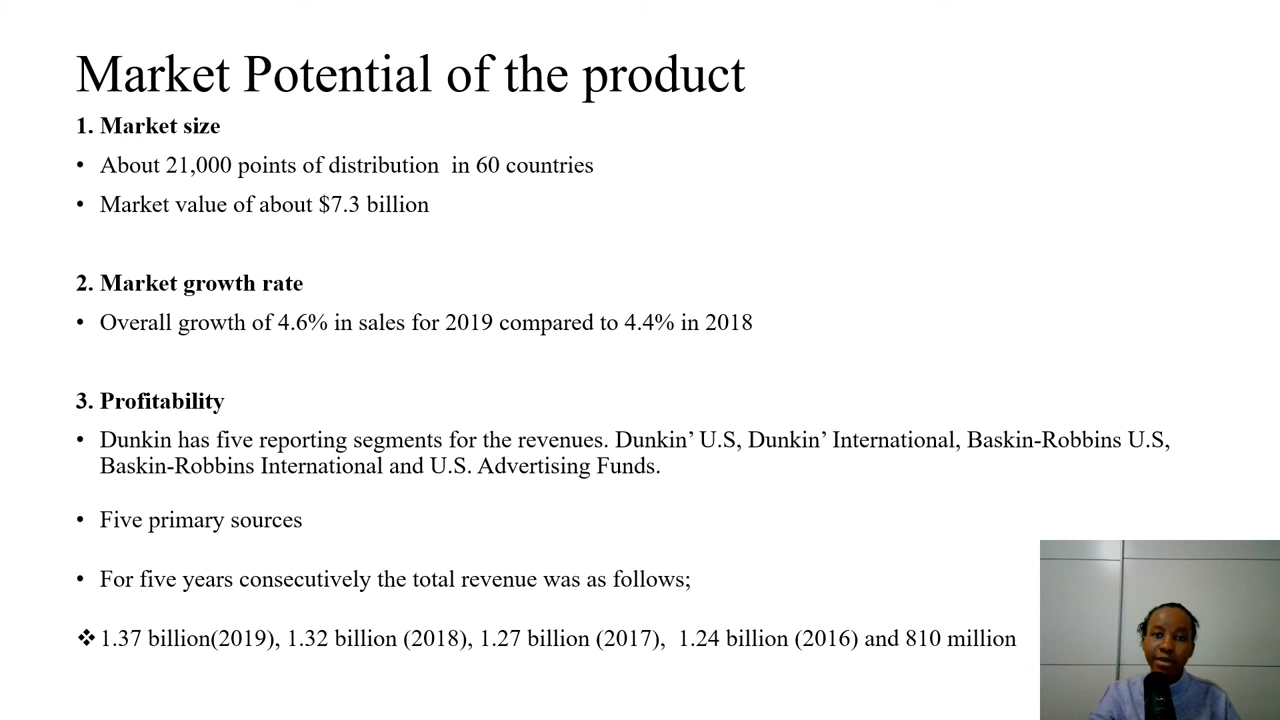 Market Potential of the product
1. Market size
• About 21,000 points of distribution  in 60 countries
• Market value of about $7.3 billion
2. Market growth rate
• Overall growth of 4.6% in sales for 2019 compared to 4.4% in 2018
3. Profitability
• Dunkin has five reporting segments for the revenues. Dunkin’ U.S, Dunkin’ International, Baskin-Robbins U.S,
Baskin-Robbins International and U.S. Advertising Funds.
• Five primary sources
• For five years consecutively the total revenue was as follows;
❖ 1.37 billion(2019), 1.32 billion (2018), 1.27 billion (2017),  1.24 billion (2016) and 810 million